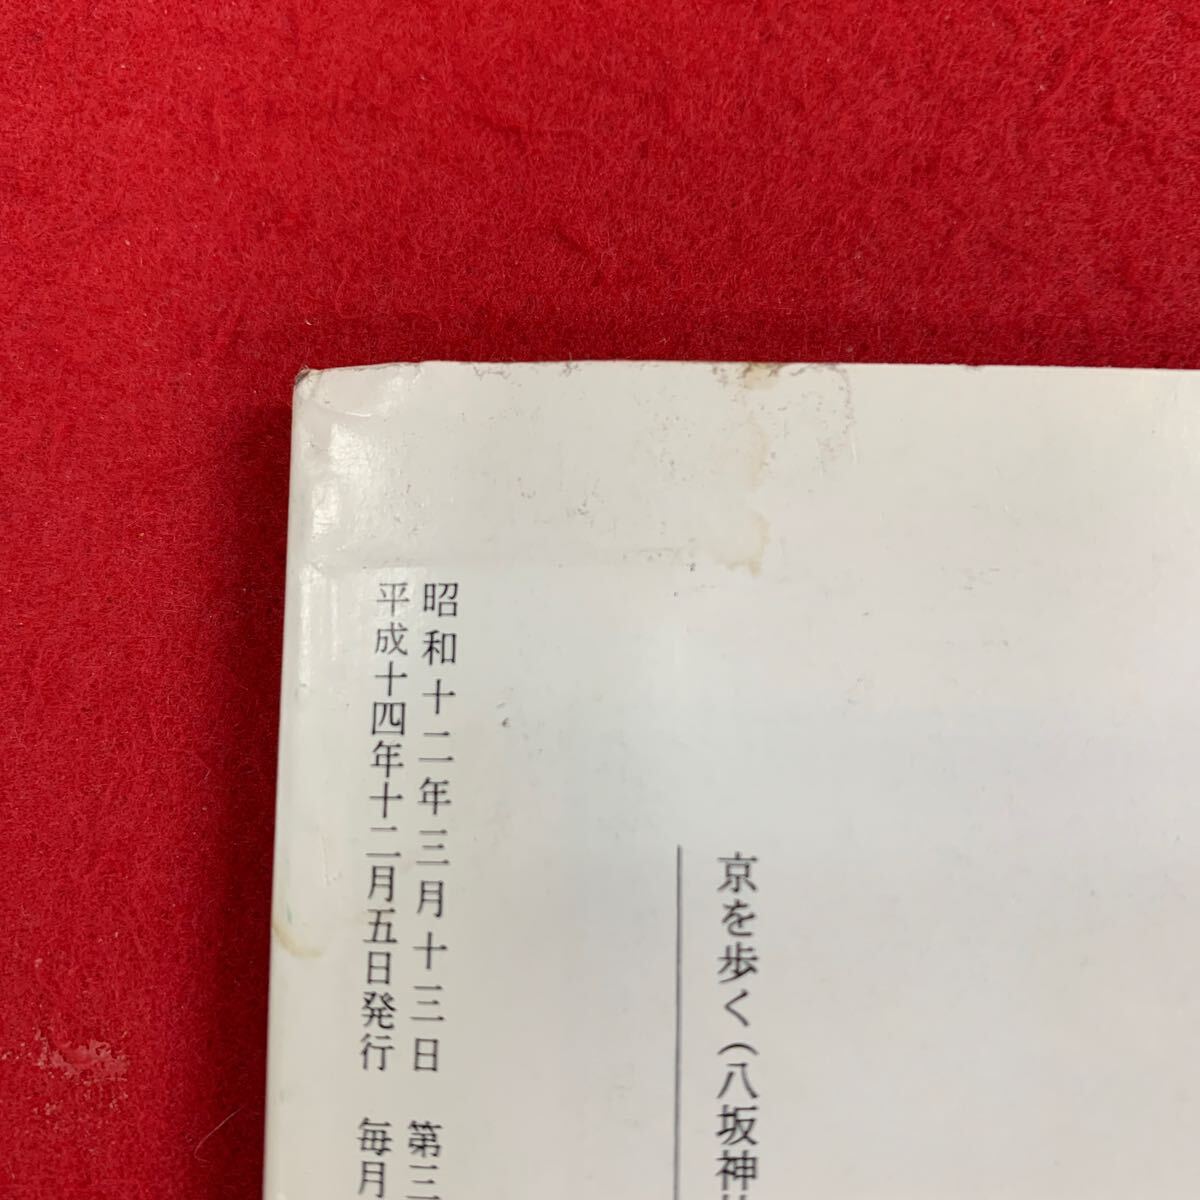 京を歩く(八坂神
昭和十二年三月十三日 第三
平成十四年十二月五日発行 毎月